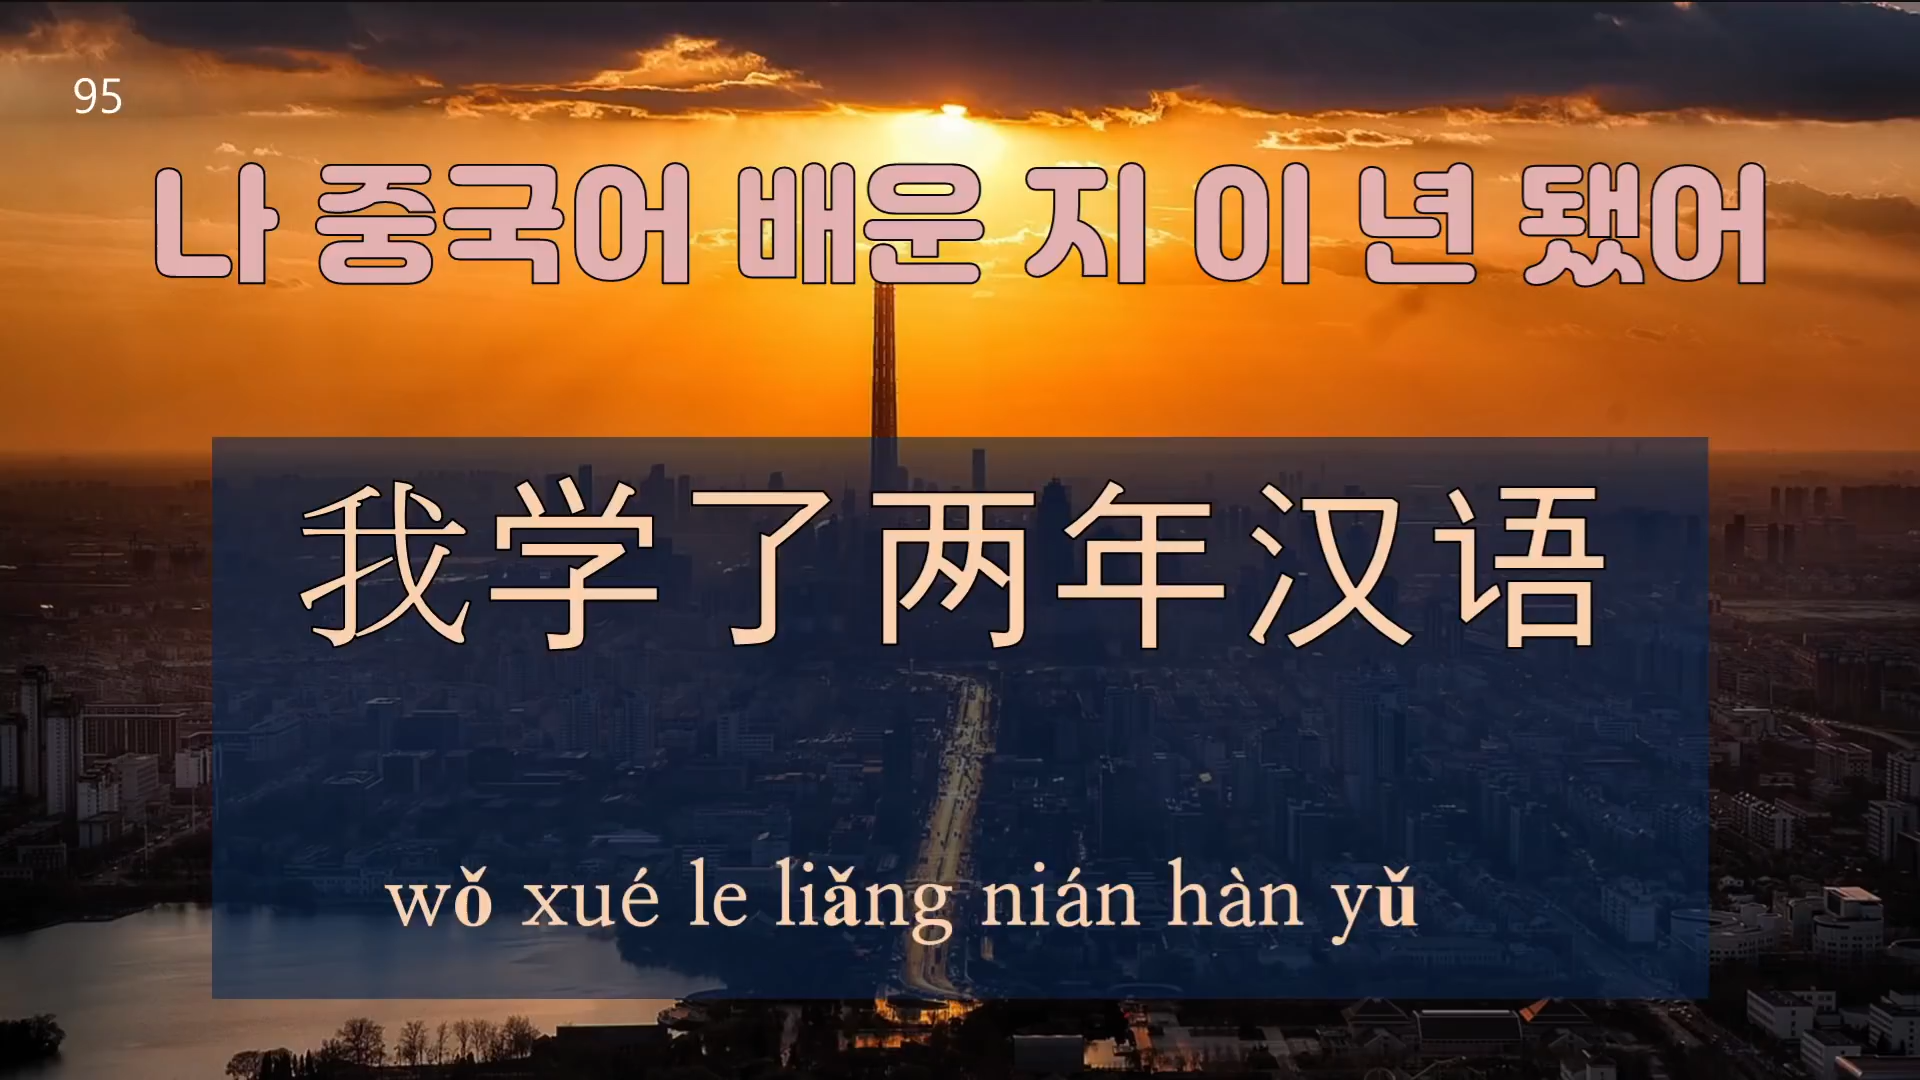 95
나 중국어 배운 지 이 년 됐어
我学了两年汉语
wǒ xué le liǎng nián hàn yǔ